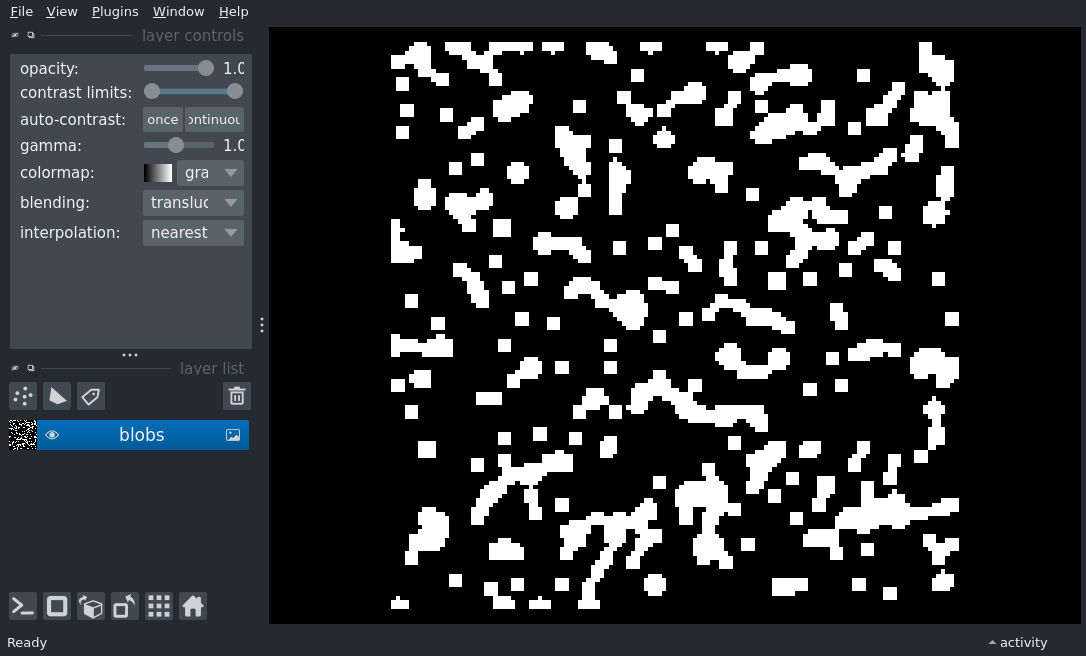 File View Plugins Window Help
layer controls
opacity: 1.0
contrast limits:
auto-contrast: once ontinuou
gamma: 1.0
colormap: gra
blending: transluc
interpolation: nearest
layer list
blobs
Ready
activity